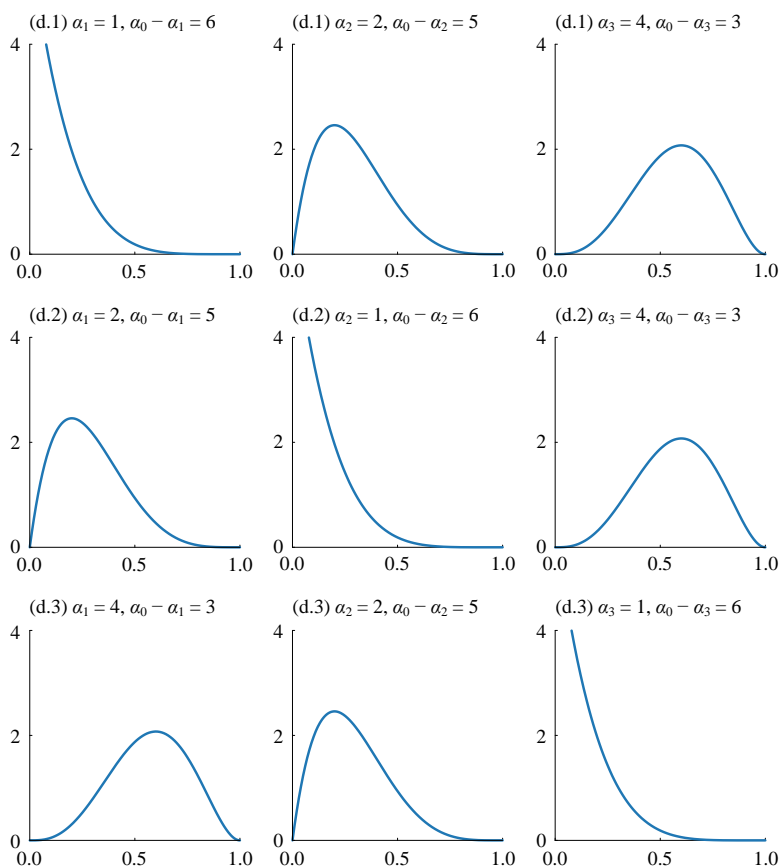 (d.1) α₁ = 1, α₀ − α₁ = 6
(d.1) α₂ = 2, α₀ − α₂ = 5
(d.1) α₃ = 4, α₀ − α₃ = 3
4
2
0
0.0 0.5 1.0
4
2
0
0.0 0.5 1.0
4
2
0
0.0 0.5 1.0
(d.2) α₁ = 2, α₀ − α₁ = 5
(d.2) α₂ = 1, α₀ − α₂ = 6
(d.2) α₃ = 4, α₀ − α₃ = 3
4
2
0
0.0 0.5 1.0
4
2
0
0.0 0.5 1.0
4
2
0
0.0 0.5 1.0
(d.3) α₁ = 4, α₀ − α₁ = 3
(d.3) α₂ = 2, α₀ − α₂ = 5
(d.3) α₃ = 1, α₀ − α₃ = 6
4
2
0
0.0 0.5 1.0
4
2
0
0.0 0.5 1.0
4
2
0
0.0 0.5 1.0